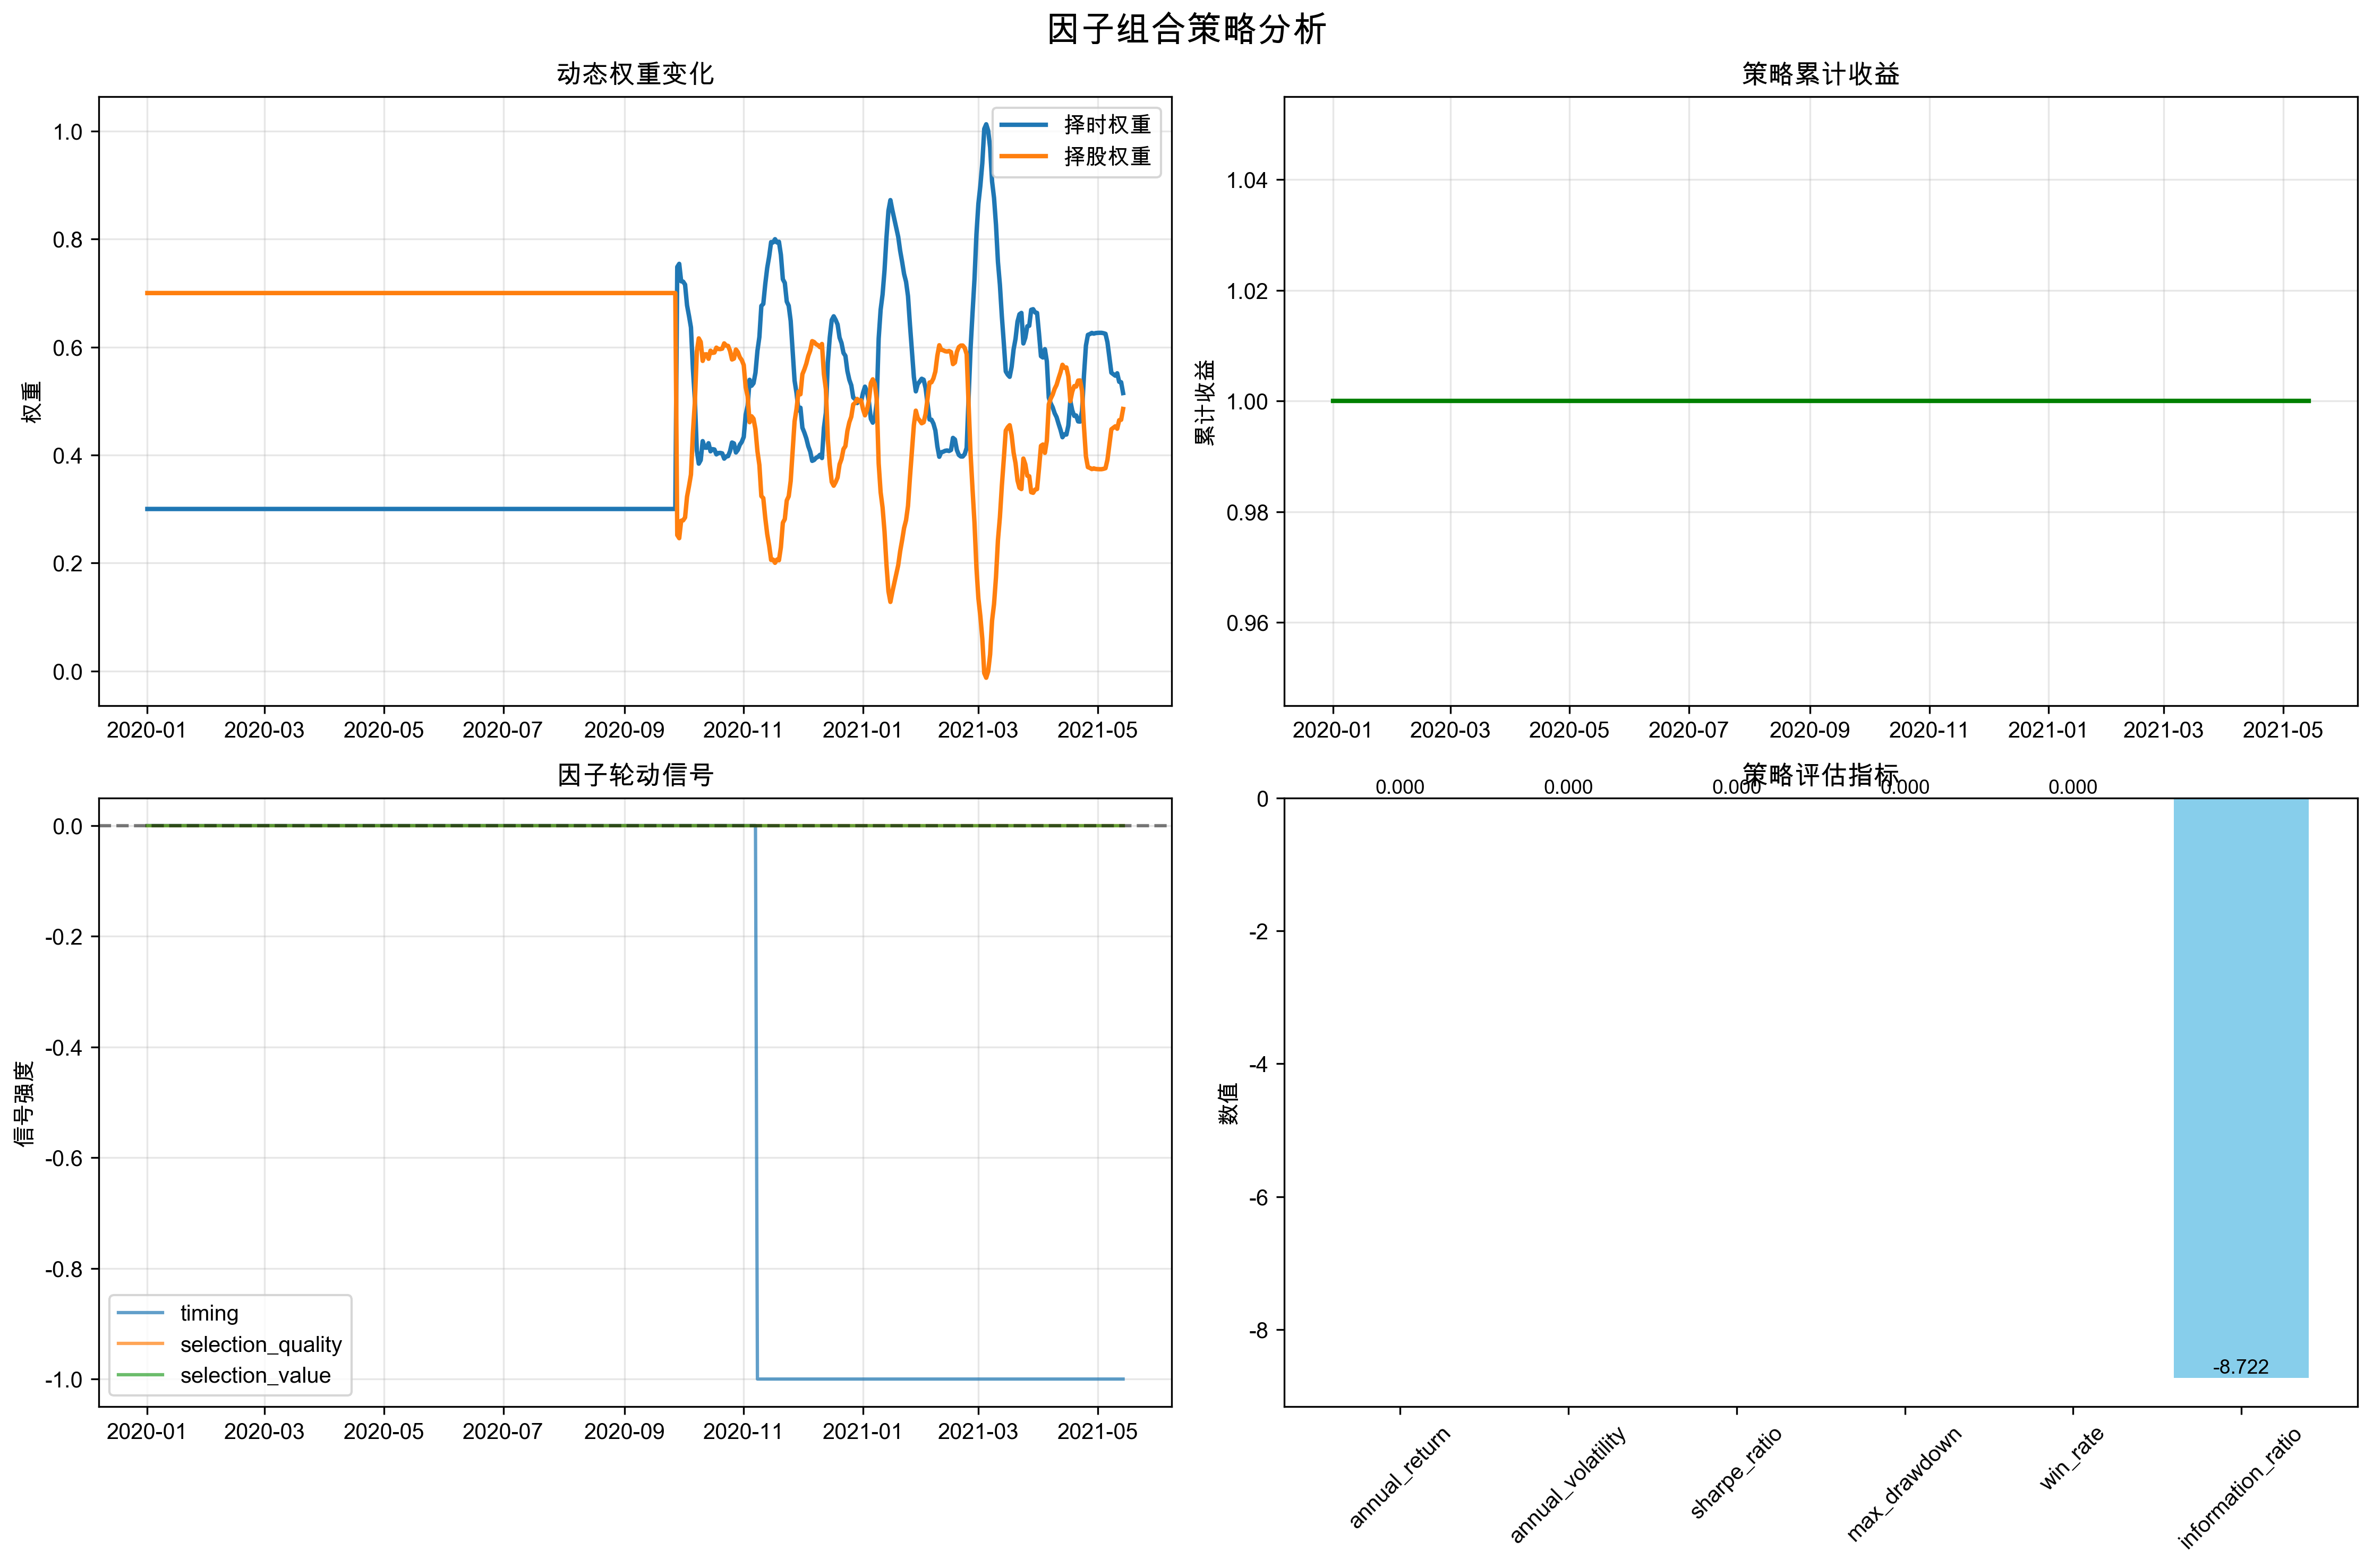 因子组合策略分析
动态权重变化
权重
1.0
0.8
0.6
0.4
0.2
0.0
择时权重
择股权重
2020-01 2020-03 2020-05 2020-07 2020-09 2020-11 2021-01 2021-03 2021-05
策略累计收益
累计收益
1.04
1.02
1.00
0.98
0.96
2020-01 2020-03 2020-05 2020-07 2020-09 2020-11 2021-01 2021-03 2021-05
因子轮动信号
信号强度
0.0
-0.2
-0.4
-0.6
-0.8
-1.0
timing
selection_quality
selection_value
2020-01 2020-03 2020-05 2020-07 2020-09 2020-11 2021-01 2021-03 2021-05
策略评估指标
0.000 0.000 0.000 0.000 0.000
数值
0
-2
-4
-6
-8
-8.722
annual_return
annual_volatility
sharpe_ratio
max_drawdown
win_rate
information_ratio